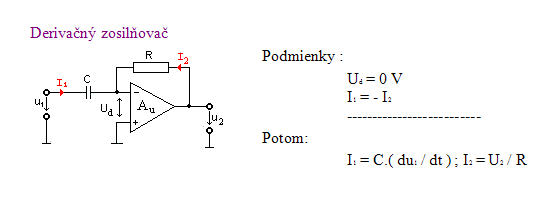 Derivačný zosilňovač
R
I2
I1
C
u1
Ud
-
+
Au
u2
Podmienky :
Ud = 0 V
I1 = - I2
--------------------------
Potom:
I1 = C.( du1 / dt ) ; I2 = U2 / R